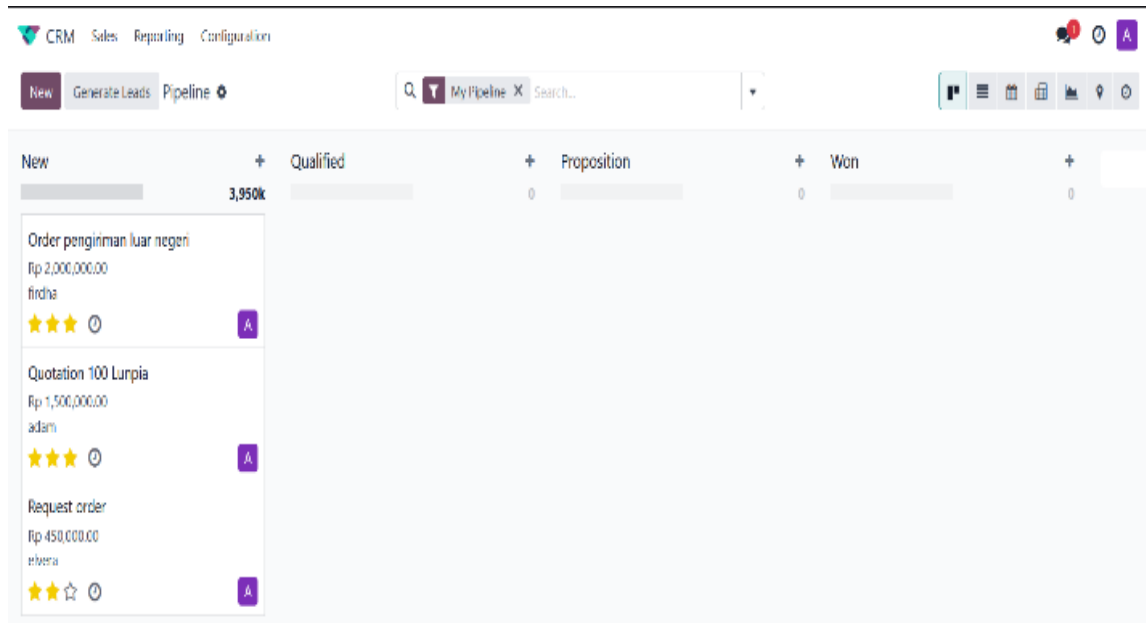 CRM Sales Reporting Configuration
1 A
New Generate Leads Pipeline
My Pipeline X Search...
New + 3,950k
Qualified + 0
Proposition + 0
Won + 0
Order pengiriman luar negeri
Rp 2,000,000.00
firdha
A
Quotation 100 Lunpia
Rp 1,500,000.00
adam
A
Request order
Rp 450,000.00
elvera
A